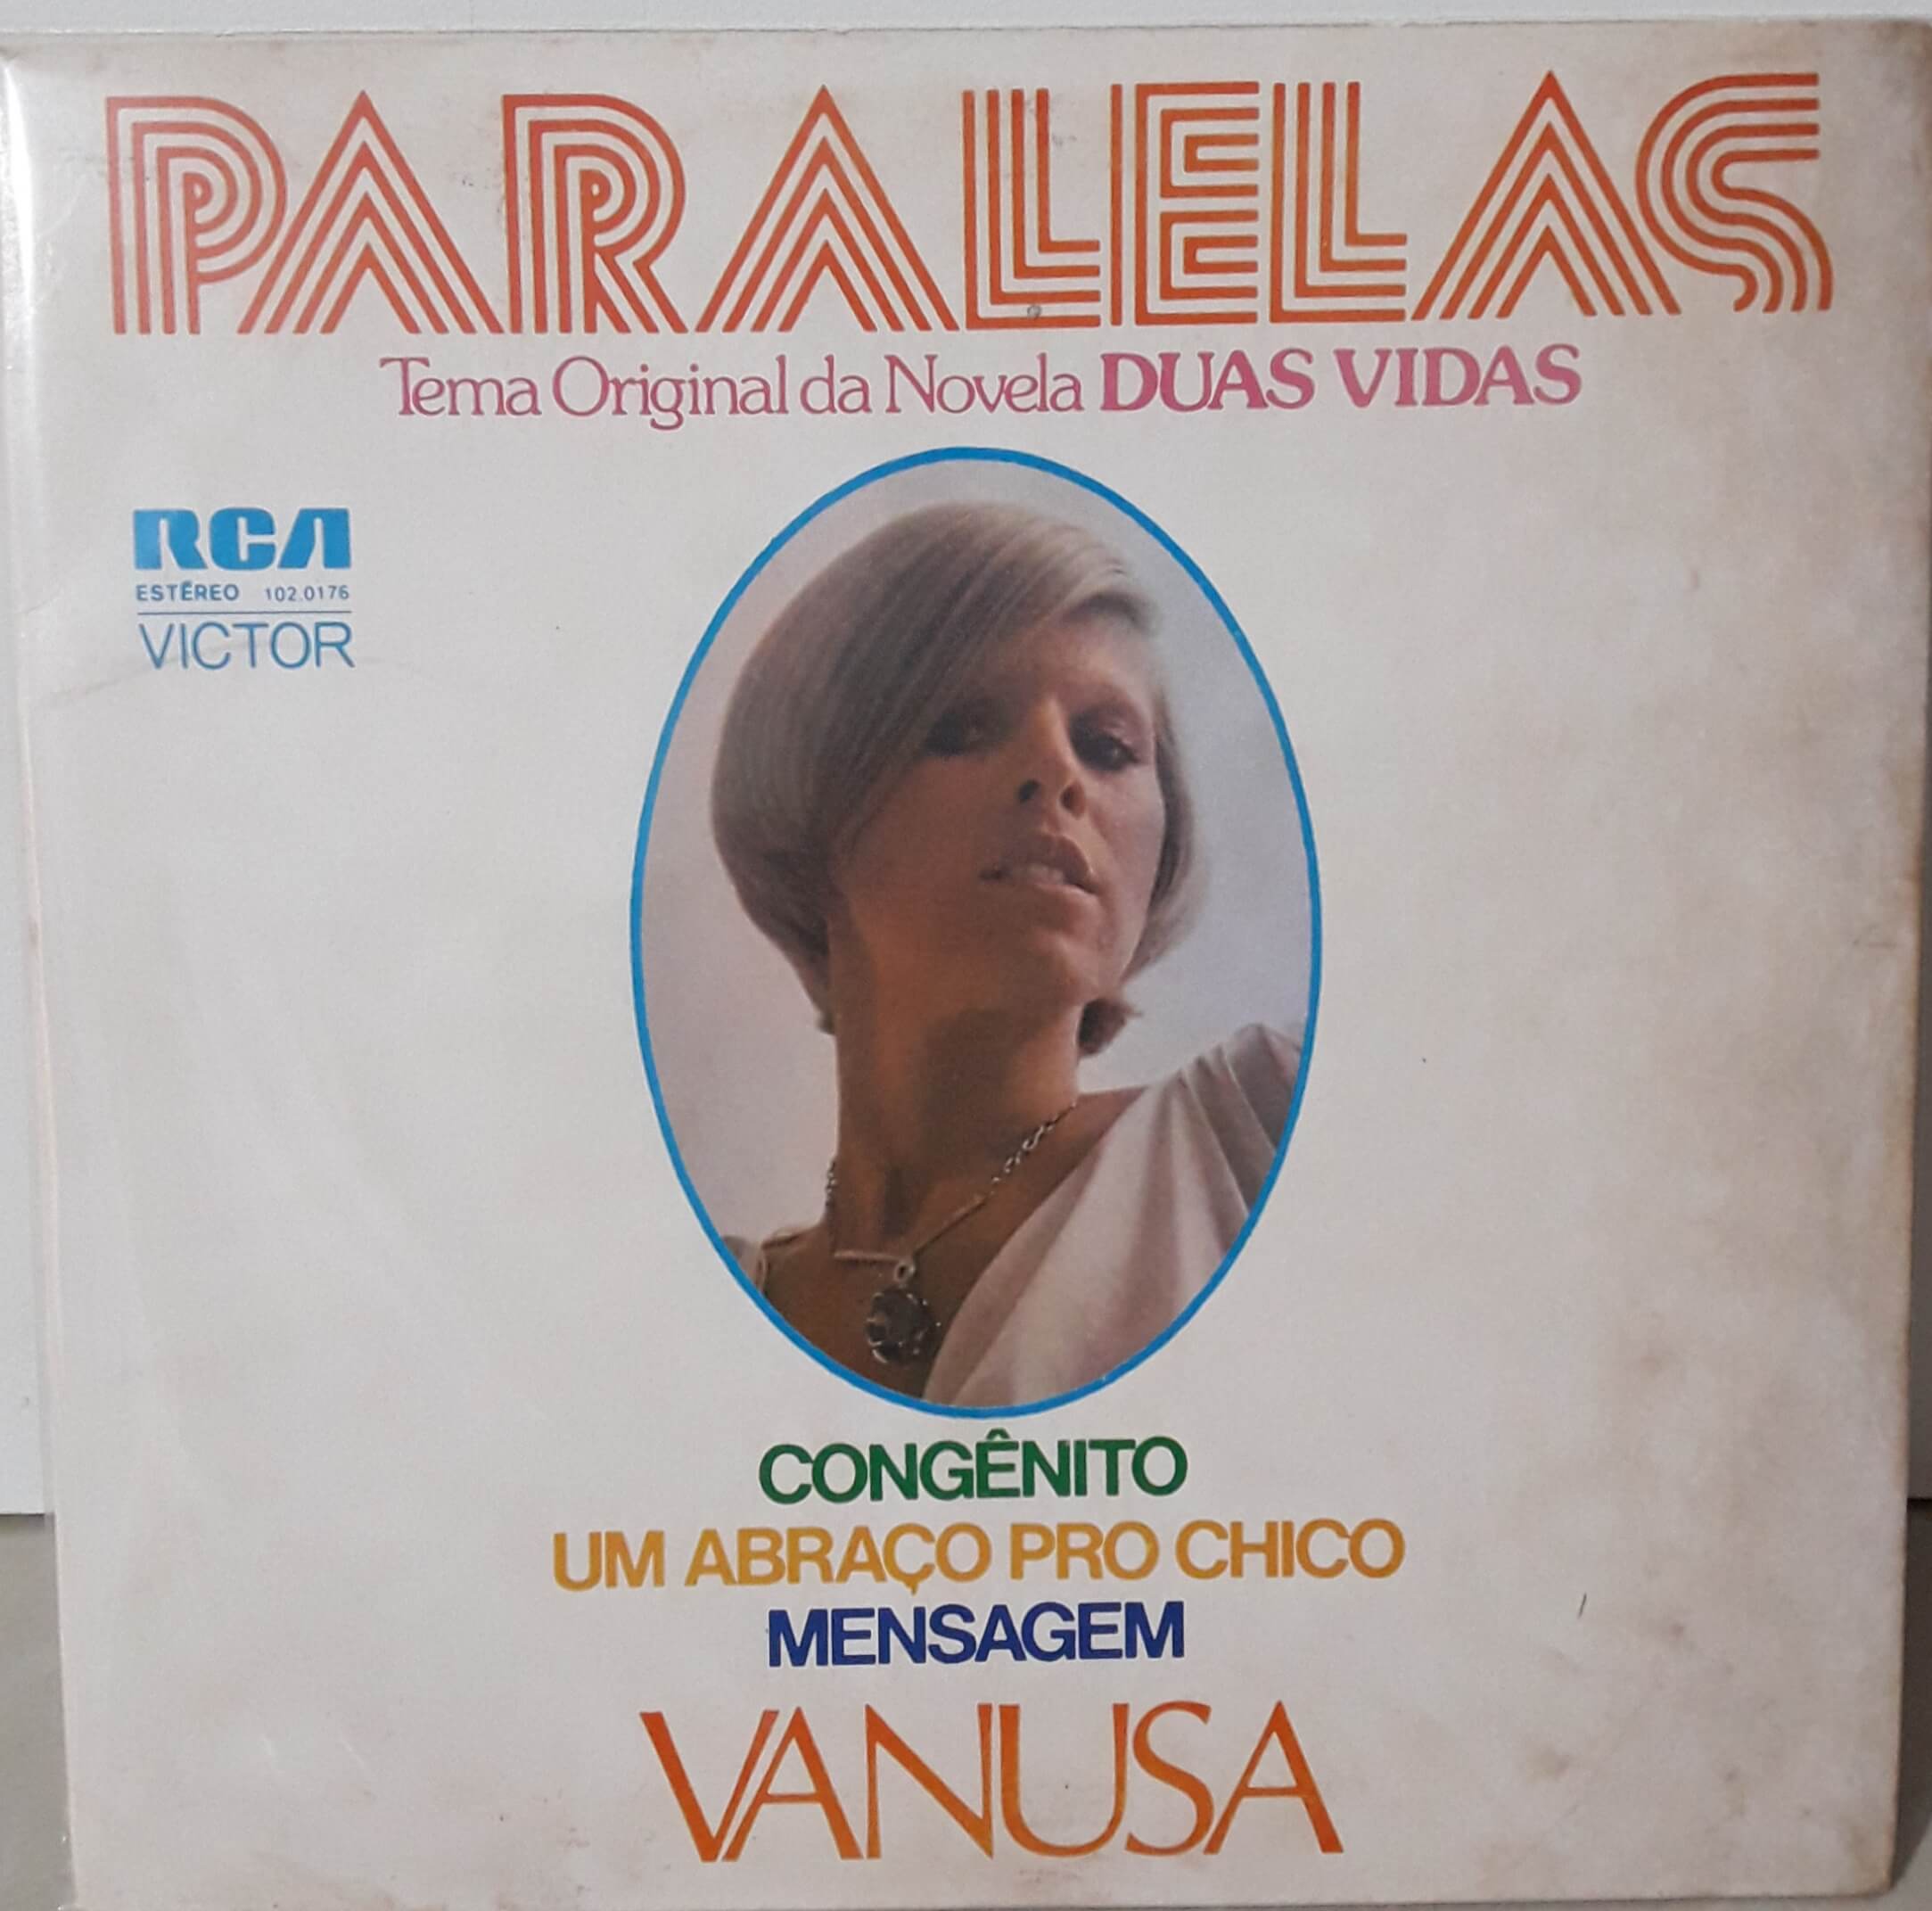 PARALELAS
Tema Original da Novela DUAS VIDAS
RCA
ESTÉREO 102.0176
VICTOR
CONGÊNITO
UM ABRAÇO PRO CHICO
MENSAGEM
VANUSA